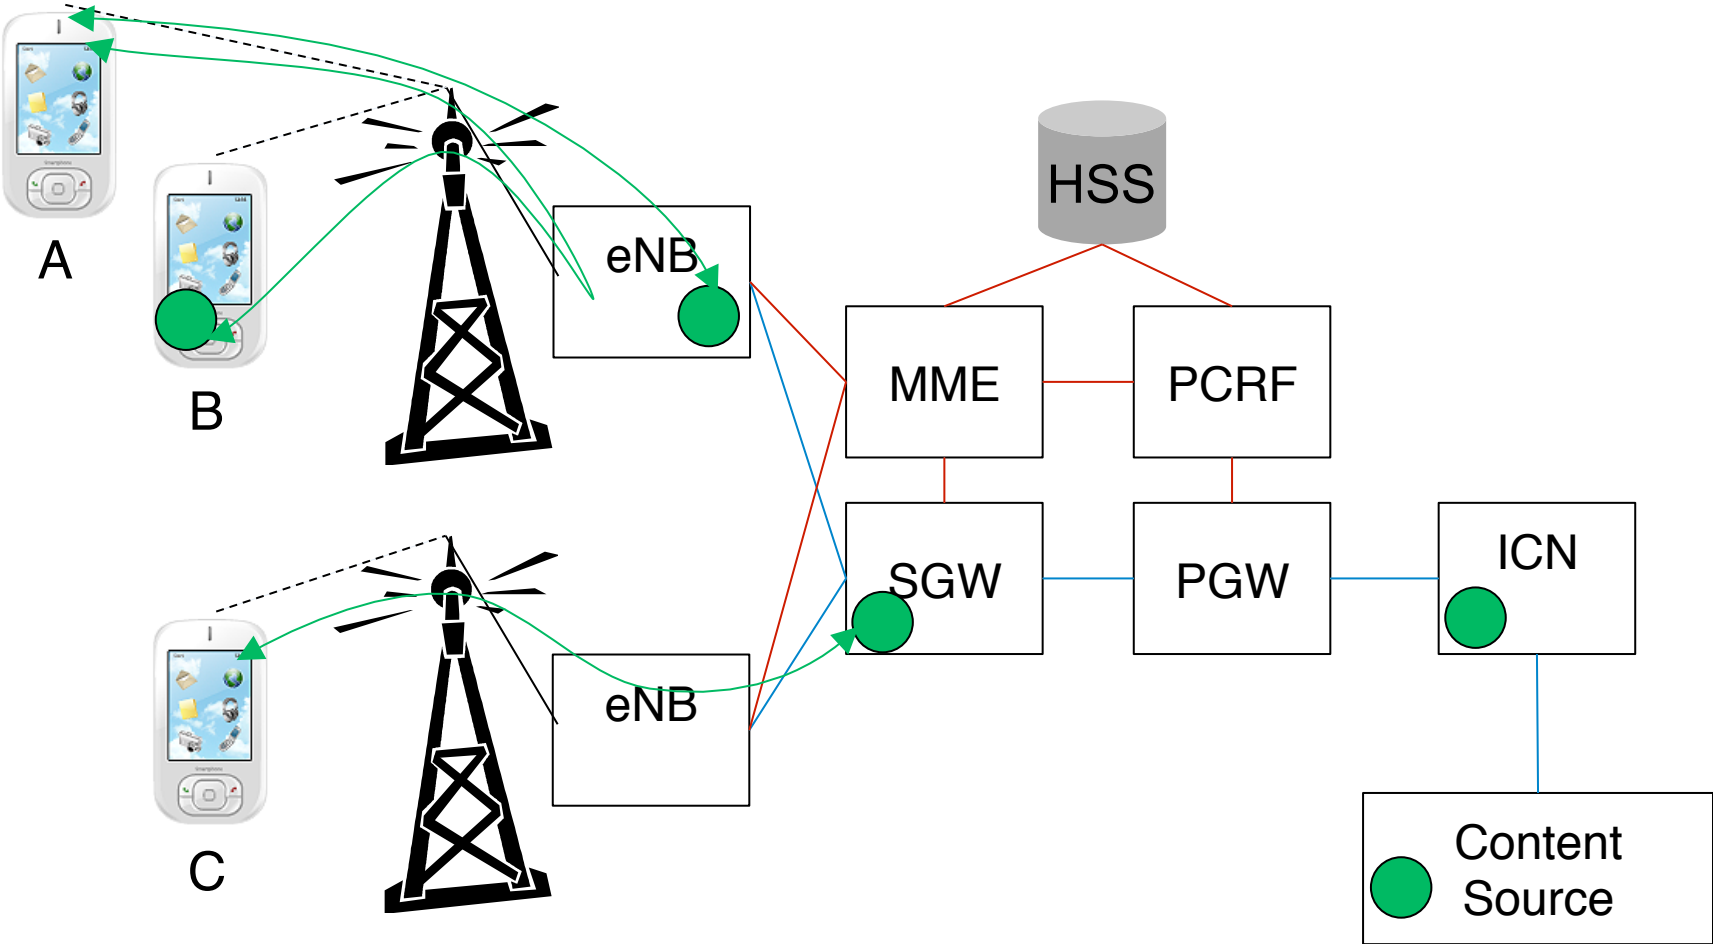 A
B
eNB
HSS
MME
PCRF
SGW
PGW
ICN
C
eNB
Content
Source